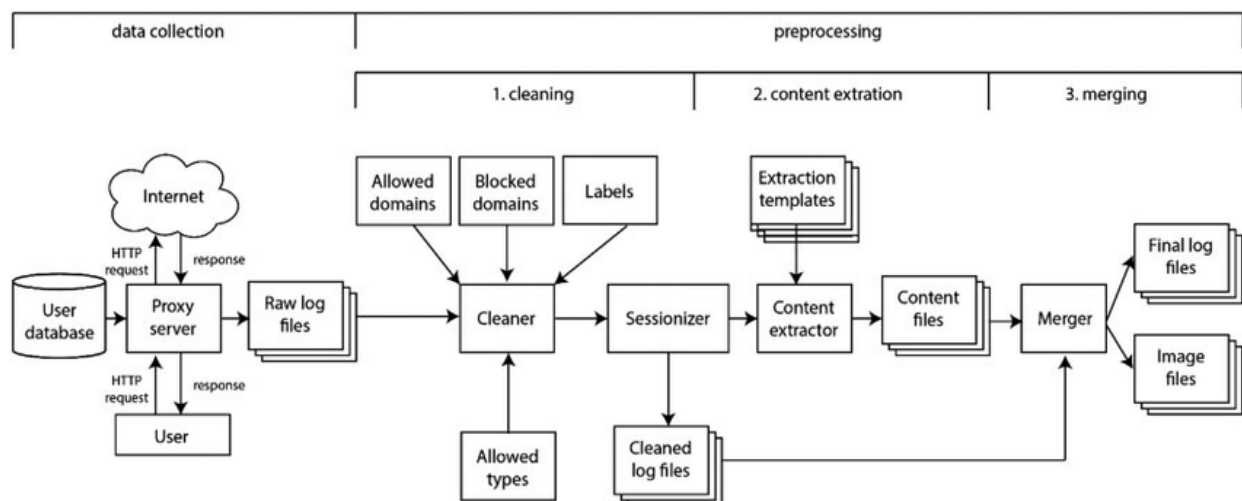 data collection
preprocessing
1. cleaning
2. content extration
3. merging
Internet
HTTP
request
response
User
database
Proxy
server
Raw log
files
HTTP
request
response
User
Allowed
domains
Blocked
domains
Labels
Cleaner
Allowed
types
Sessionizer
Cleaned
log files
Extraction
templates
Content
extractor
Content
files
Merger
Final log
files
Image
files